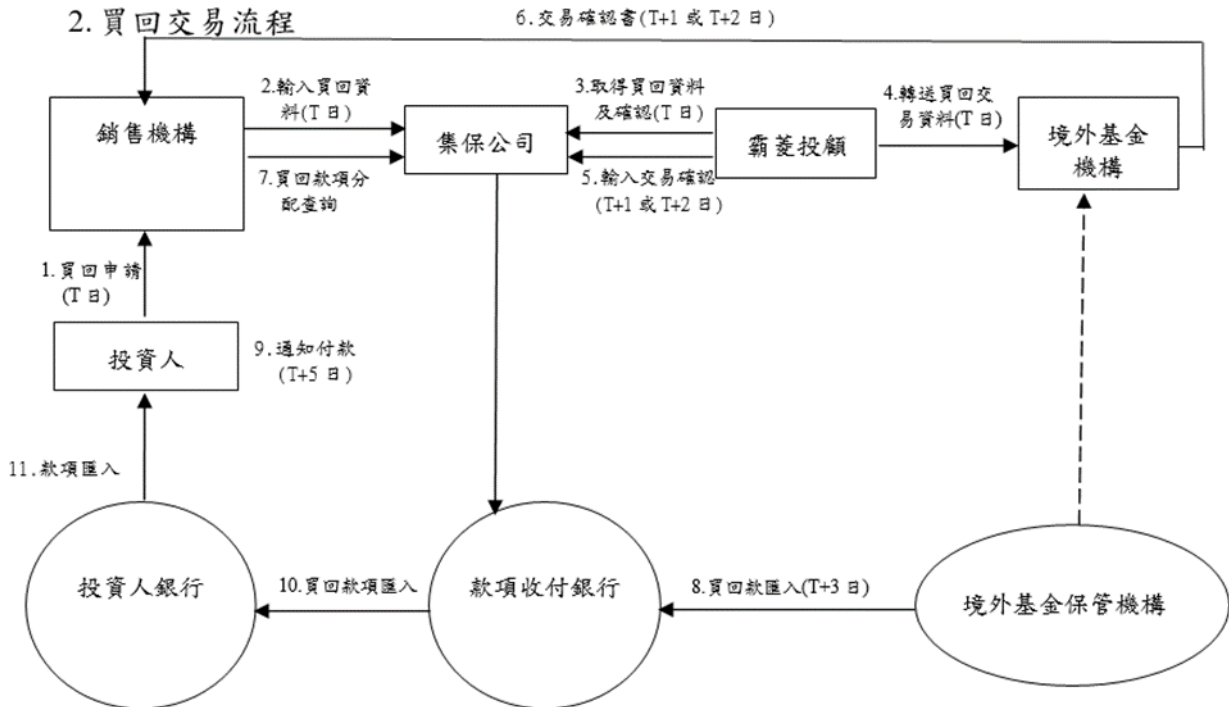 2.買回交易流程
6.交易確認書(T+1 或 T+2 日)
銷售機構
2.輸入買回資
料(T 日)
7.買回款項分
配查詢
集保公司
3.取得買回資料
及確認(T 日)
5.輸入交易確認
(T+1 或 T+2 日)
霸菱投顧
4.轉送買回交
易資料(T 日)
境外基金
機構
1.買回申請
(T 日)
投資人
9.通知付款
(T+5 日)
11.款項匯入
投資人銀行
10.買回款項匯入
款項收付銀行
8.買回款匯入(T+3 日)
境外基金保管機構